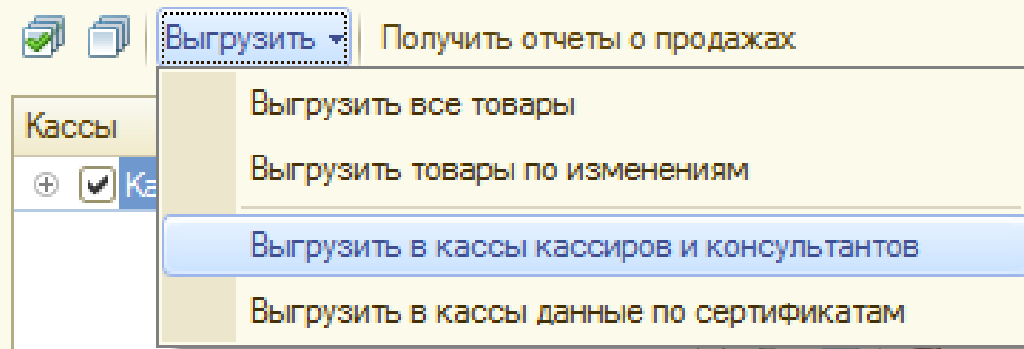 Выгрузить Получить отчеты о продажах
Выгрузить все товары
Кассы
Выгрузить товары по изменениям
Выгрузить в кассы кассиров и консультантов
Выгрузить в кассы данные по сертификатам